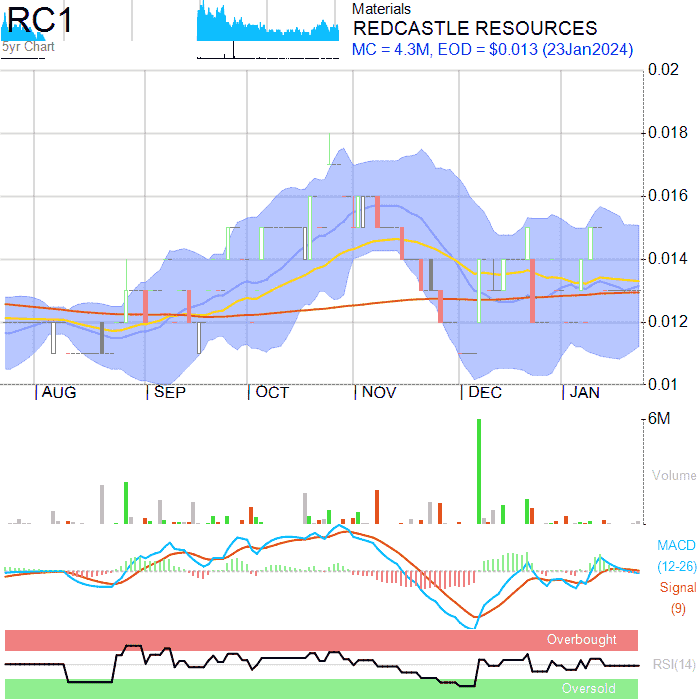 RC1
5yr Chart
Materials
REDCASTLE RESOURCES
MC = 4.3M, EOD = $0.013 (23Jan2024)
0.02
0.018
0.016
0.014
0.012
0.01
AUG SEP OCT NOV DEC JAN
6M
Volume
MACD
(12-26)
Signal
(9)
Overbought
RSI(14)
Oversold